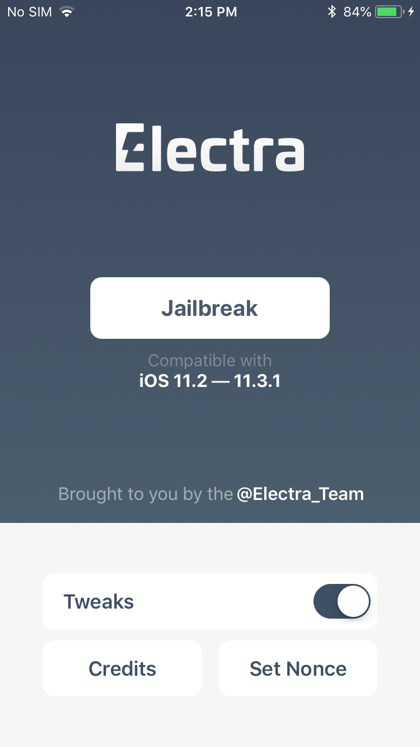 No SIM 2:15 PM 84%
Electra
Jailbreak
Compatible with
iOS 11.2 — 11.3.1
Brought to you by the @Electra_Team
Tweaks
Credits Set Nonce